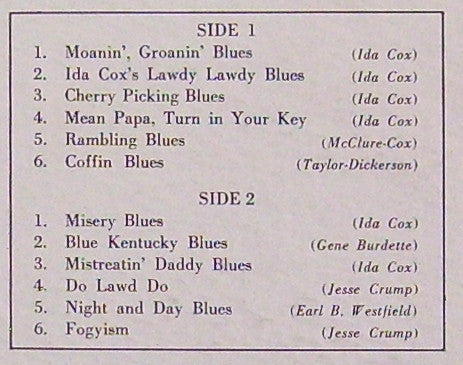 SIDE 1
1. Moanin', Groanin' Blues (Ida Cox)
2. Ida Cox's Lawdy Lawdy Blues (Ida Cox)
3. Cherry Picking Blues (Ida Cox)
4. Mean Papa, Turn in Your Key (Ida Cox)
5. Rambling Blues (McClure-Cox)
6. Coffin Blues (Taylor-Dickerson)
SIDE 2
1. Misery Blues (Ida Cox)
2. Blue Kentucky Blues (Gene Burdette)
3. Mistreatin' Daddy Blues (Ida Cox)
4. Do Lawd Do (Jesse Crump)
5. Night and Day Blues (Earl B. Westfield)
6. Fogyism (Jesse Crump)